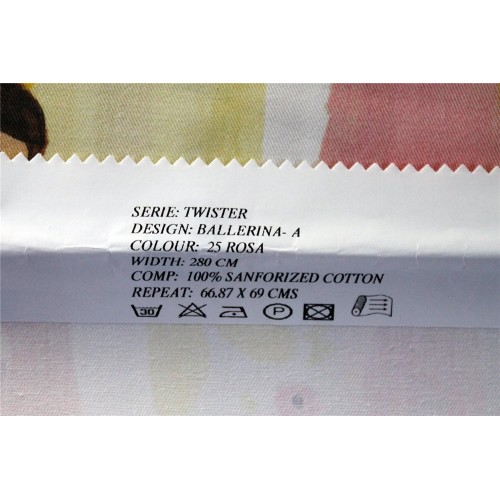 SERIE: TWISTER
DESIGN: BALLERINA- A
COLOUR: 25 ROSA
WIDTH: 280 CM
COMP: 100% SANFORIZED COTTON
REPEAT: 66.87 X 69 CMS
30 P